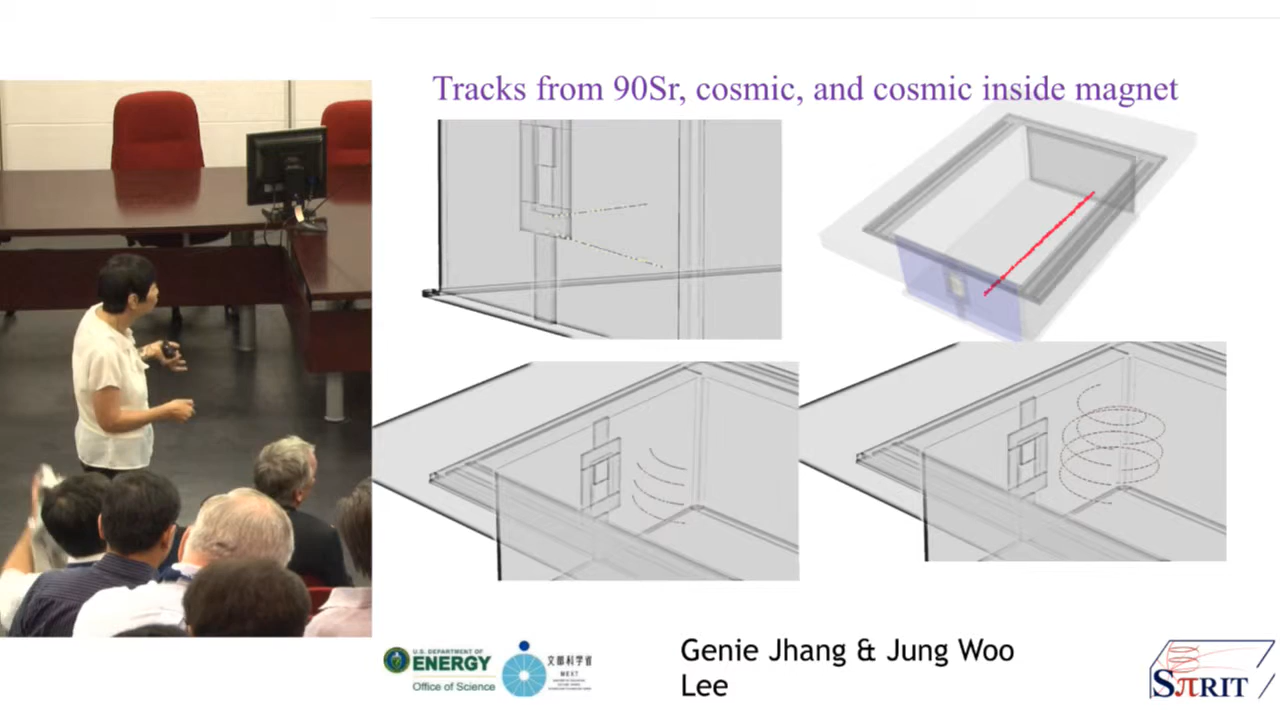 Tracks from 90Sr, cosmic, and cosmic inside magnet
Genie Jhang & Jung Woo
Lee
U.S. DEPARTMENT OF
ENERGY
Office of Science
文部科学省
MEXT
SπRIT